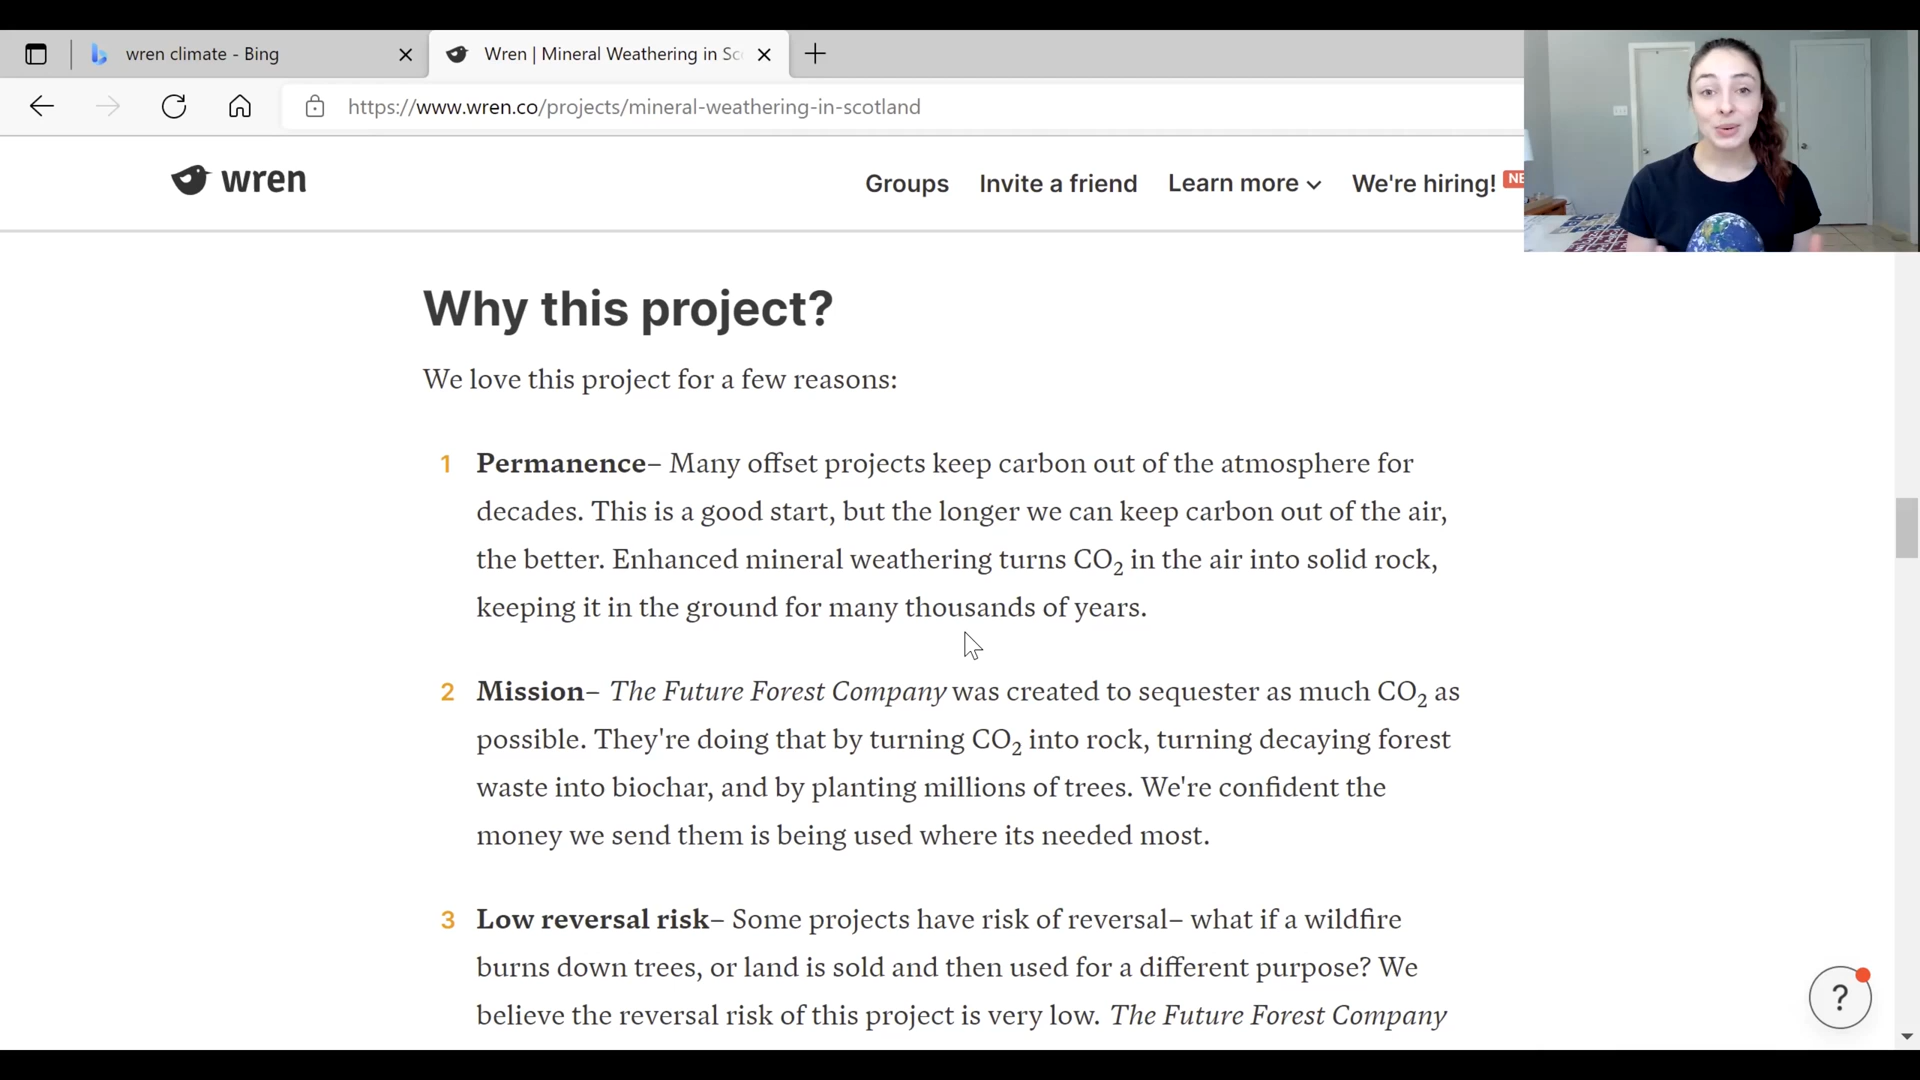 wren climate - Bing
Wren | Mineral Weathering in Sc
https://www.wren.co/projects/mineral-weathering-in-scotland
wren
Groups
Invite a friend
Learn more
We're hiring!
NE
Why this project?
We love this project for a few reasons:
1 Permanence– Many offset projects keep carbon out of the atmosphere for
decades. This is a good start, but the longer we can keep carbon out of the air,
the better. Enhanced mineral weathering turns CO₂ in the air into solid rock,
keeping it in the ground for many thousands of years.
2 Mission– The Future Forest Company was created to sequester as much CO₂ as
possible. They're doing that by turning CO₂ into rock, turning decaying forest
waste into biochar, and by planting millions of trees. We're confident the
money we send them is being used where its needed most.
3 Low reversal risk– Some projects have risk of reversal– what if a wildfire
burns down trees, or land is sold and then used for a different purpose? We
believe the reversal risk of this project is very low. The Future Forest Company
?